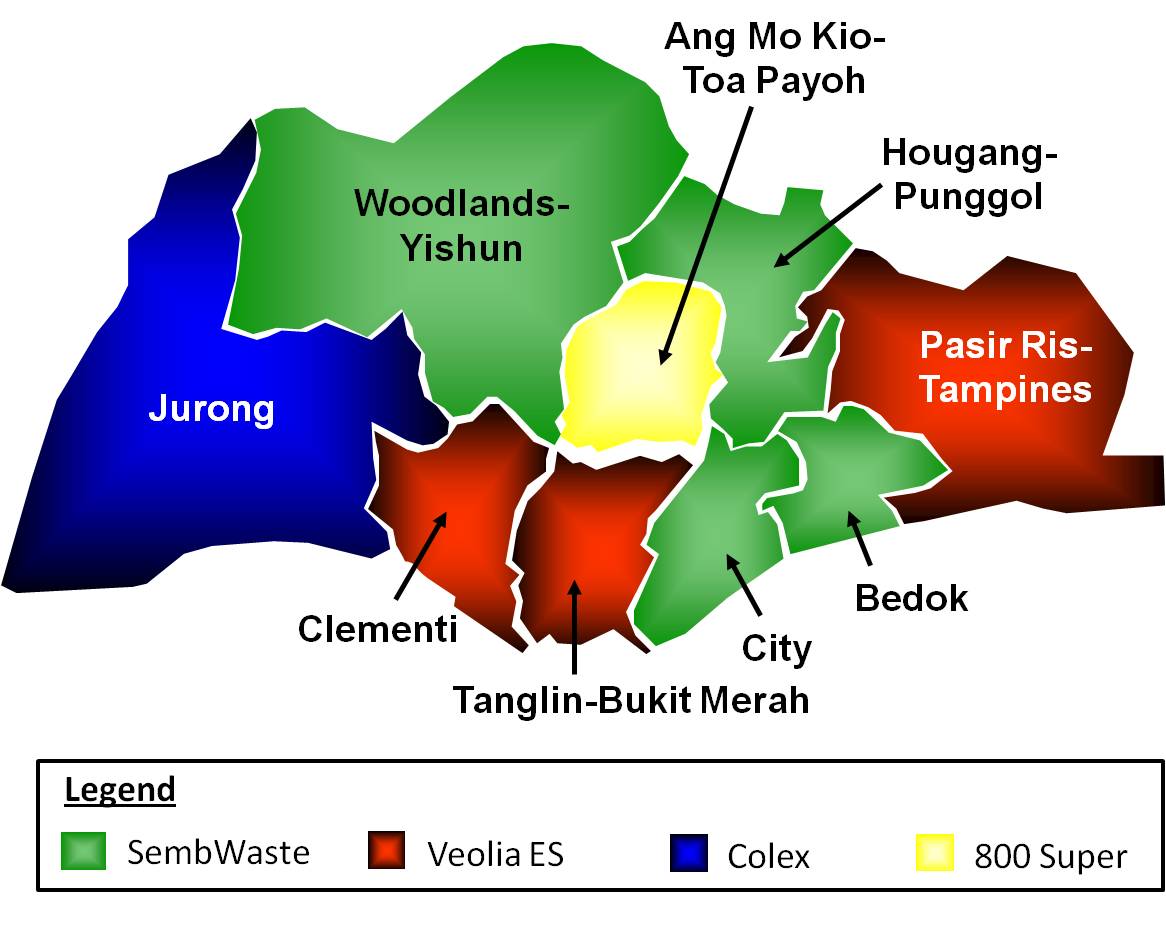 Ang Mo Kio-
Toa Payoh
Hougang-
Punggol
Woodlands-
Yishun
Pasir Ris-
Tampines
Jurong
Bedok
Clementi
City
Tanglin-Bukit Merah
Legend
SembWaste
Veolia ES
Colex
800 Super